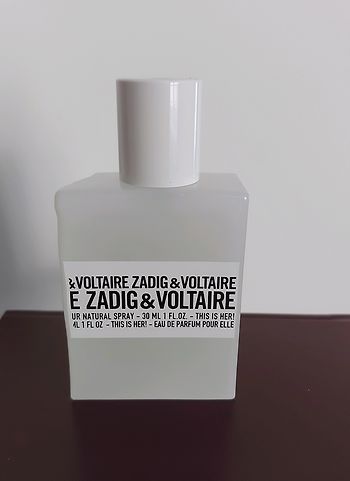 &VOLTAIRE ZADIG&VOLTAIRE
E ZADIG&VOLTAIRE
UR NATURAL SPRAY - 30 ML 1 FL.OZ. - THIS IS HER!
ML 1 FL.OZ - THIS IS HER! - EAU DE PARFUM POUR ELLE